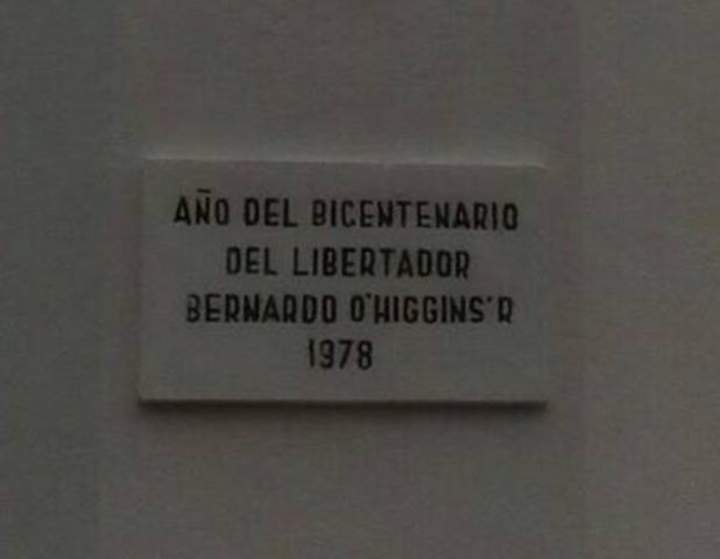 AÑO DEL BICENTENARIO
DEL LIBERTADOR
BERNARDO O'HIGGINS'R
1978